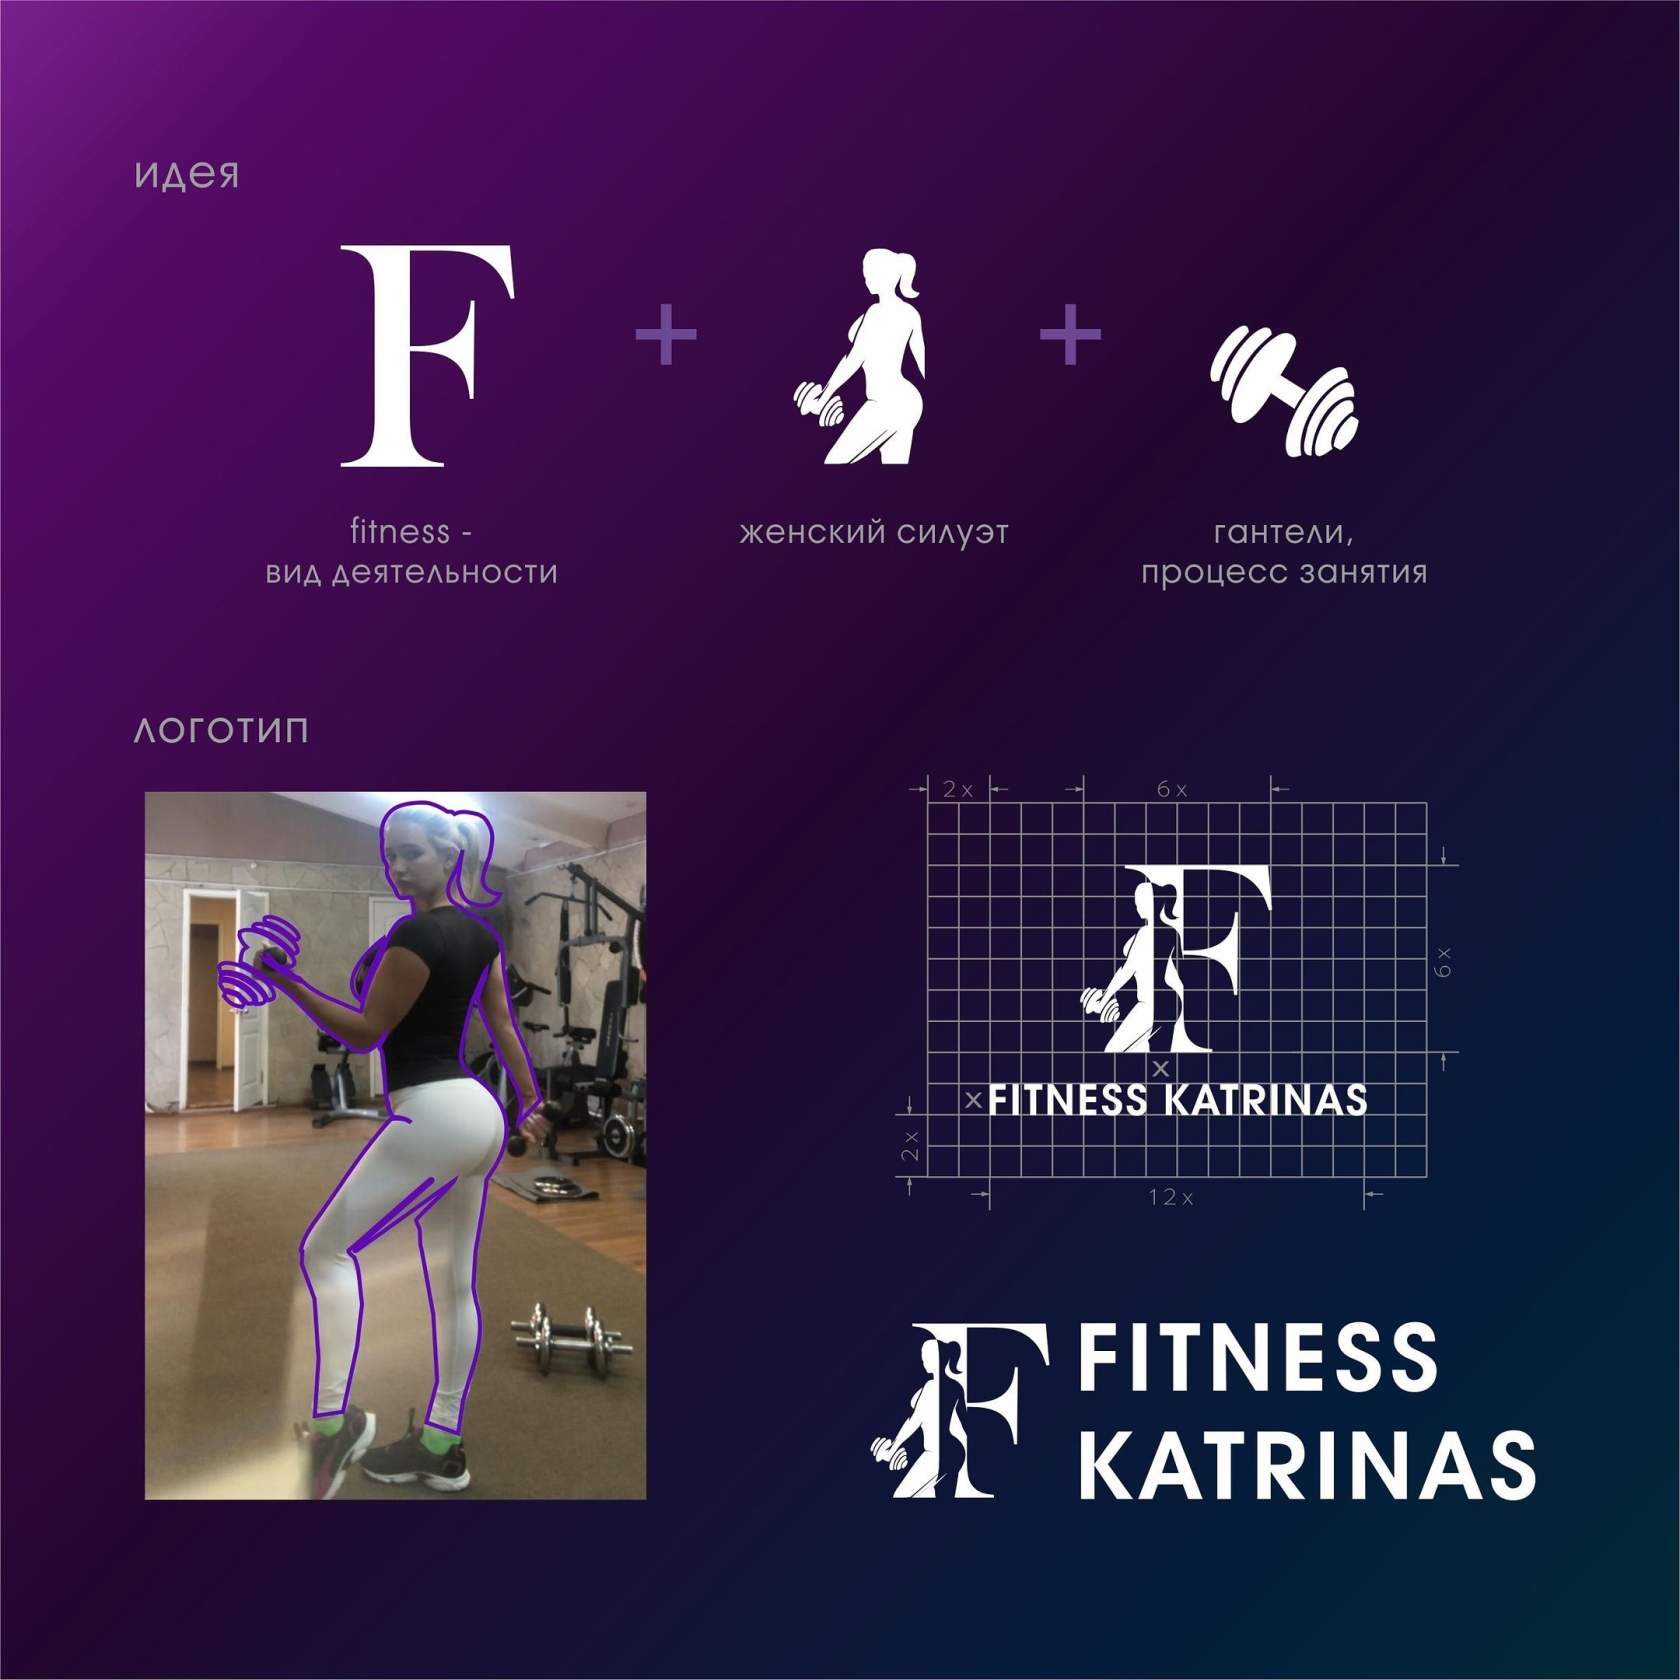 идея
F
fitness -
вид деятельности
женский силуэт
гантели,
процесс занятия
логотип
2x
6x
F
6x
x
x
FITNESS KATRINAS
2x
12x
F
FITNESS
KATRINAS